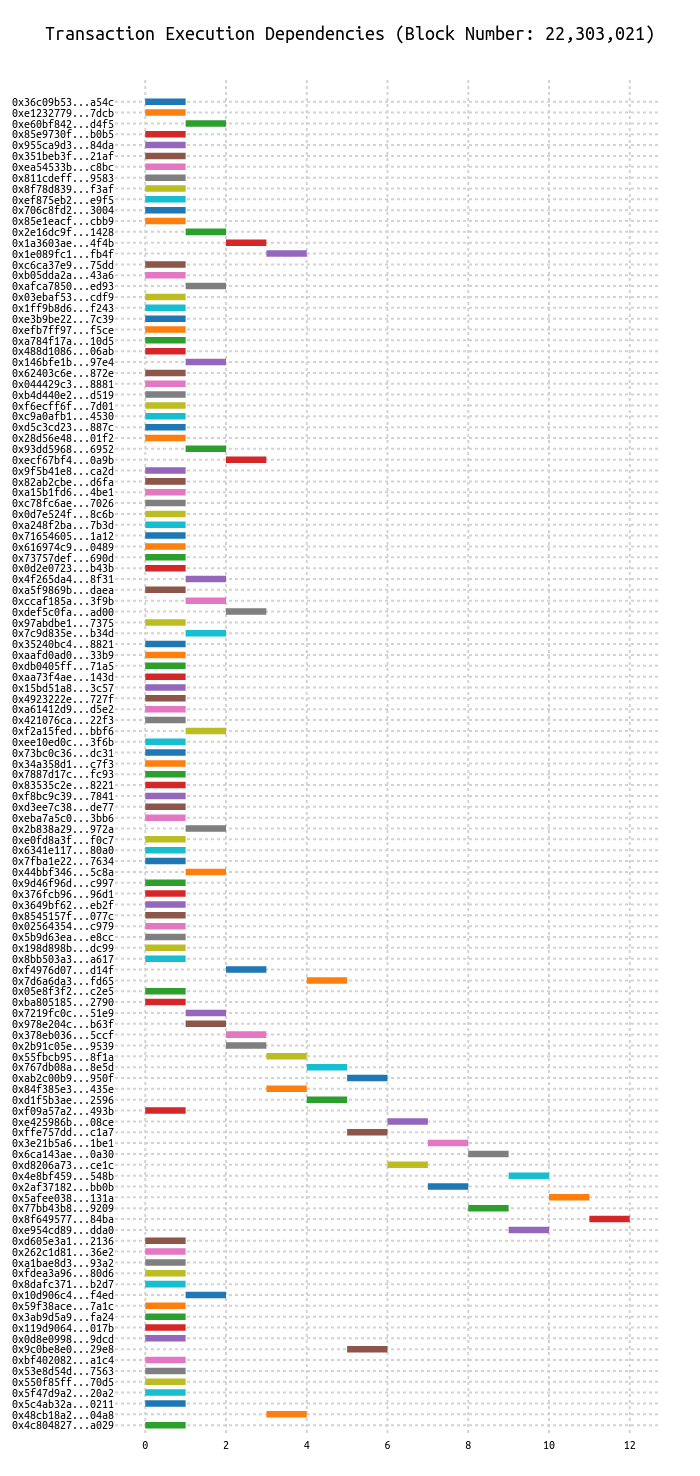 Transaction Execution Dependencies (Block Number: 22,303,021)
0x36c09b53...a54c
0xe1232779...7dcb
0xe60bf842...d4f5
0x85e9730f...b0b5
0x955ca9d3...84da
0x351beb3f...21af
0xea54533b...c8bc
0x811cdeff...9583
0x8f78d839...f3af
0xef875eb2...e9f5
0x706c8fd2...3004
0x85e1eacf...cbb9
0x2e16dc9f...1428
0x1a3603ae...4f4b
0x1e089fc1...fb4f
0xc6ca37e9...75dd
0xb05dda2a...43a6
0xafca7850...ed93
0x03ebaf53...cdf9
0x1ff9b8d6...f243
0xe3b9be22...7c39
0xefb7ff97...f5ce
0xa784f17a...10d5
0x488d1086...06ab
0x146bfe1b...97e4
0x62403c6e...872e
0x044429c3...8881
0xb4d440e2...d519
0xf6ecff6f...7d01
0xc9a0afb1...4530
0xd5c3cd23...887c
0x28d56e48...01f2
0x93dd5968...6952
0xecf67bf4...0a9b
0x9f5b41e8...ca2d
0x82ab2cbe...d6fa
0xa15b1fd6...4be1
0xc78fc6ae...7026
0x0d7e524f...8c6b
0xa248f2ba...7b3d
0x71654605...1a12
0x616974c9...0489
0x73757def...690d
0x0d2e0723...b43b
0x4f265da4...8f31
0xa5f9869b...daea
0xccaf185a...3f9b
0xdef5c0fa...ad00
0x97abdbe1...7375
0x7c9d835e...b34d
0x35240bc4...8821
0xaafd0ad0...33b9
0xdb0405ff...71a5
0xaa73f4ae...143d
0x15bd51a8...3c57
0x4923222e...727f
0xa61412d9...d5e2
0x421076ca...22f3
0xf2a15fed...bbf6
0xee10ed0c...3f6b
0x73bc0c36...dc31
0x34a358d1...c7f3
0x7887d17c...fc93
0x83535c2e...8221
0xf8bc9c39...7841
0xd3ee7c38...de77
0xeba7a5c0...3bb6
0x2b838a29...972a
0xe0fd8a3f...f0c7
0x6341e117...80a0
0x7fba1e22...7634
0x44bbf346...5c8a
0x9d46f96d...c997
0x376fcb96...96d1
0x3649bf62...eb2f
0x8545157f...077c
0x02564354...c979
0x5b9d63ea...e8cc
0x198d898b...dc99
0x8bb503a3...a617
0xf4976d07...d14f
0x7d6a6da3...fd65
0x05e8f3f2...c2e5
0xba805185...2790
0x7219fc0c...51e9
0x978e204c...b63f
0x378eb036...5ccf
0x2b91c05e...9539
0x55fbcb95...8f1a
0x767db08a...8e5d
0xab2c00b9...950f
0x84f385e3...435e
0xd1f5b3ae...2596
0xf09a57a2...493b
0xe425986b...08ce
0xffe757dd...c1a7
0x3e21b5a6...1be1
0x6ca143ae...0a30
0xd8206a73...ce1c
0x4e8bf459...548b
0x2af37182...bb0b
0x5afee038...131a
0x77bb43b8...9209
0x8f649577...84ba
0xe954cd89...dda0
0xd605e3a1...2136
0x262c1d81...36e2
0xa1bae8d3...93a2
0xfdea3a96...80d6
0x8dafc371...b2d7
0x10d906c4...f4ed
0x59f38ace...7a1c
0x3ab9d5a9...fa24
0x119d9064...017b
0x0d8e0998...9dcd
0x9c0be8e0...29e8
0xbf402082...a1c4
0x53e8d54d...7563
0x550f85ff...70d5
0x5f47d9a2...20a2
0x5c4ab32a...0211
0x48cb18a2...04a8
0x4c804827...a029
0 2 4 6 8 10 12